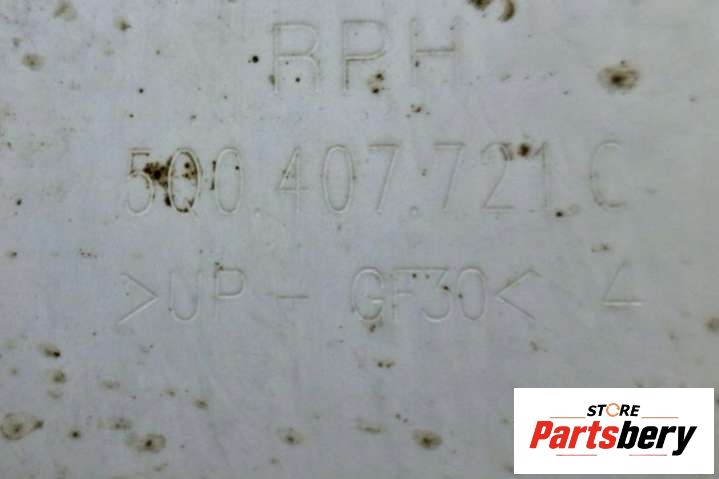 RPH
5Q0.407.721.C
>UP - GF30< 4
STORE
Partsbery